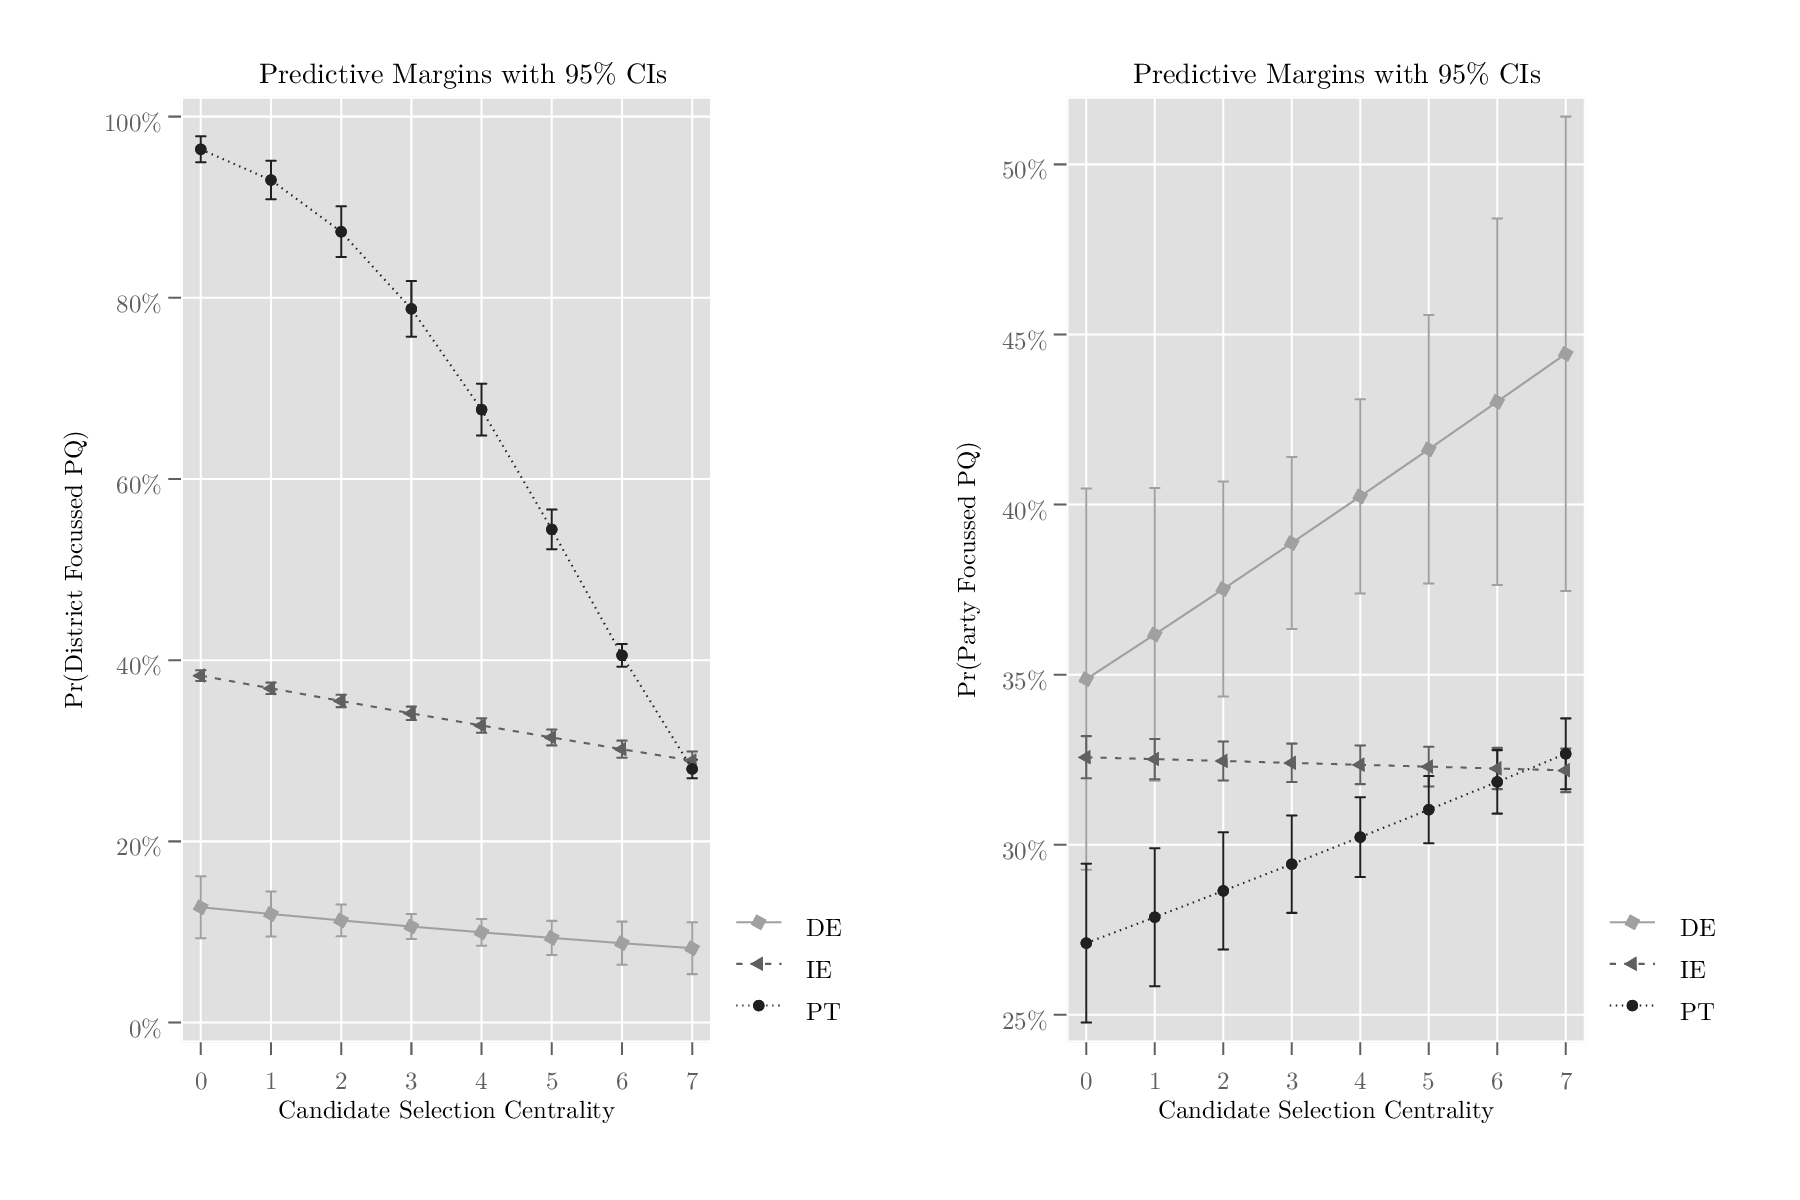 Predictive Margins with 95% CIs
100%
80%
60%
40%
20%
0%
Pr(District Focussed PQ)
0 1 2 3 4 5 6 7
Candidate Selection Centrality
DE
IE
PT
Predictive Margins with 95% CIs
50%
45%
40%
35%
30%
25%
Pr(Party Focussed PQ)
0 1 2 3 4 5 6 7
Candidate Selection Centrality
DE
IE
PT